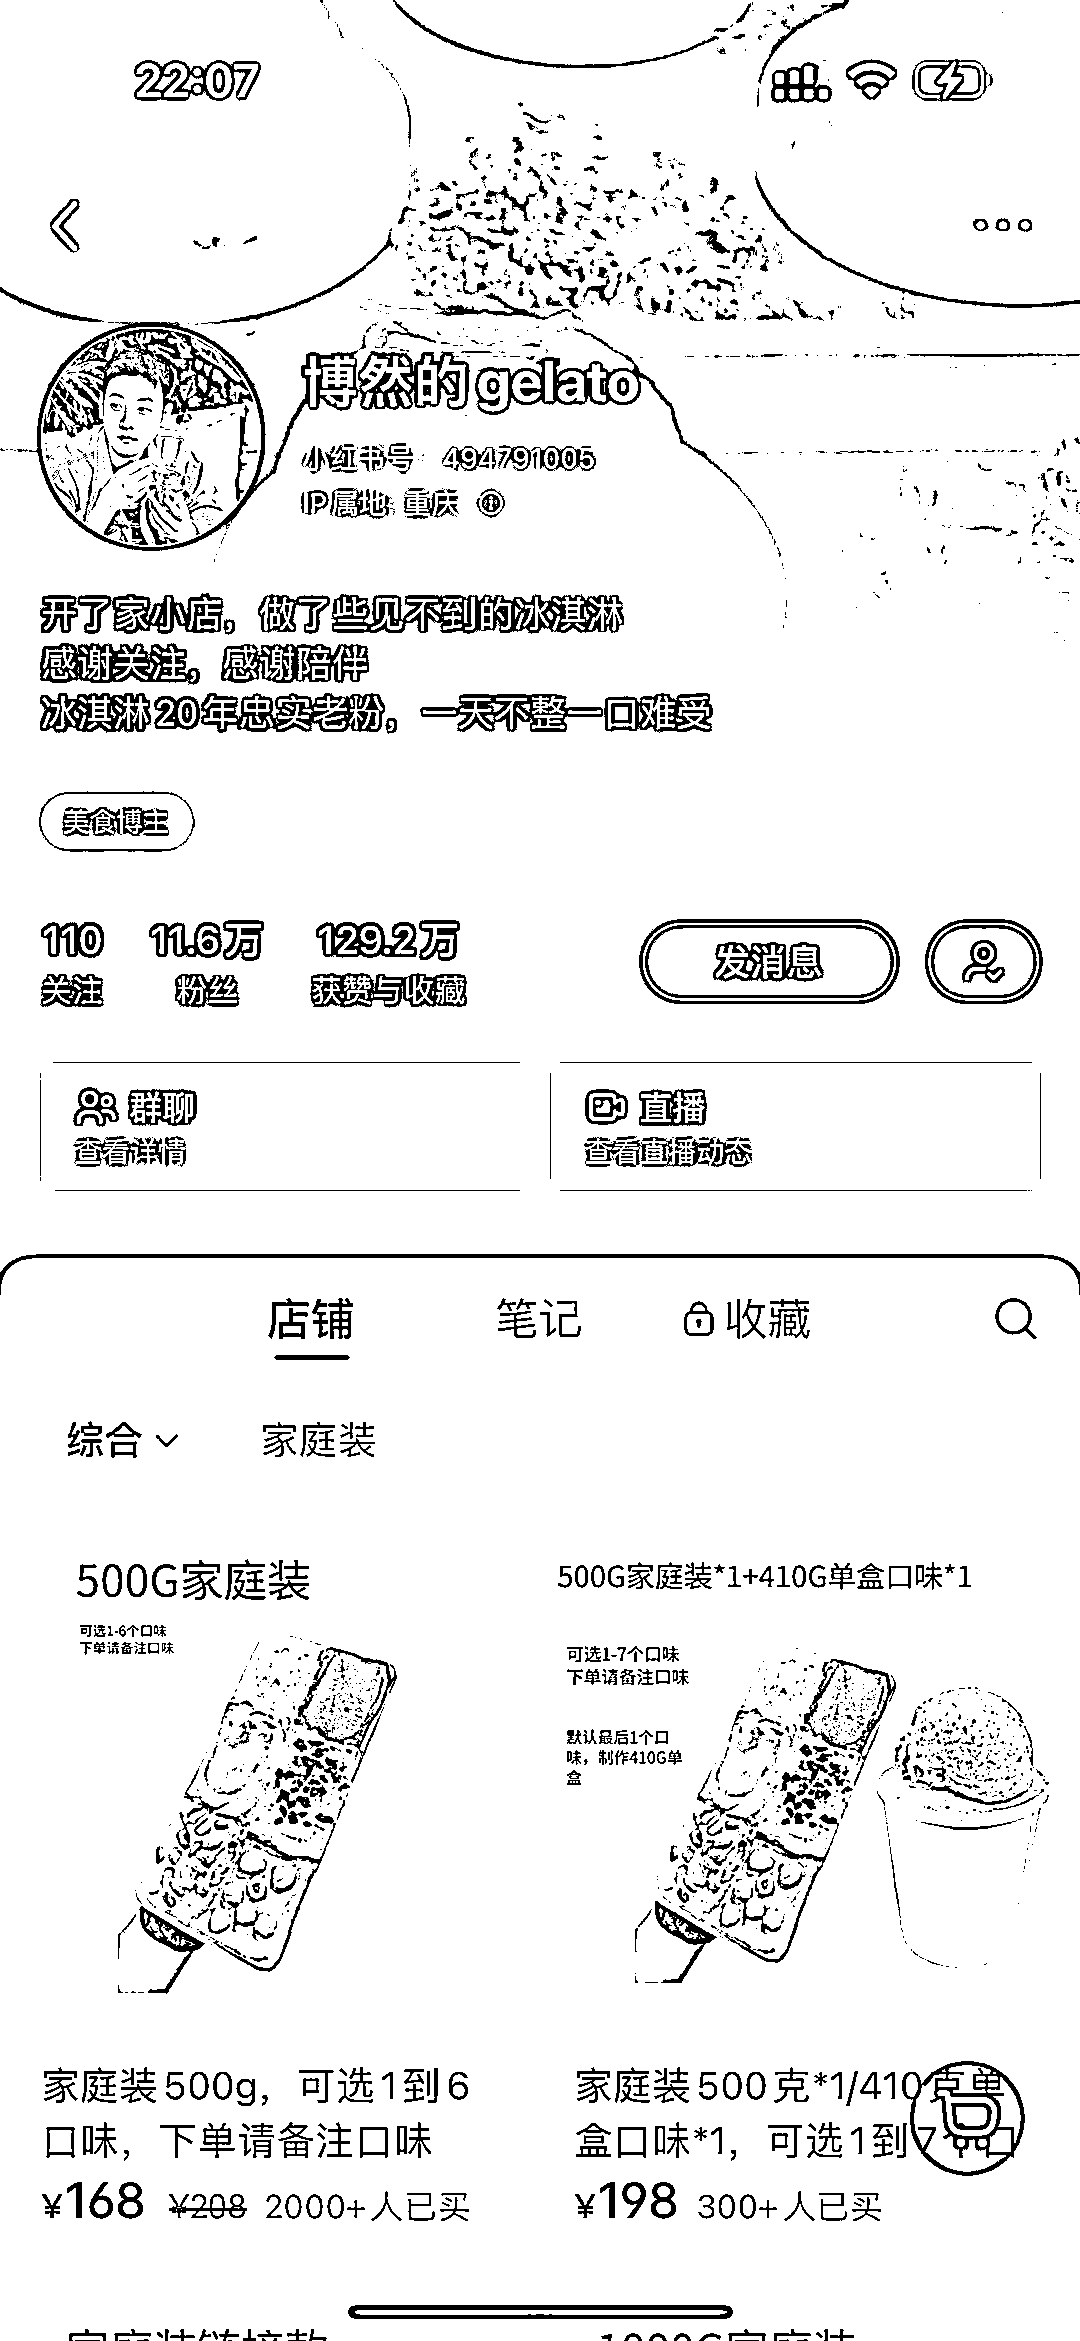 22:07
博然的gelato
小红书号：494791005
IP属地：重庆
开了家小店，做了些见不到的冰淇淋
感谢关注，感谢陪伴
冰淇淋20年忠实老粉，一天不整一口难受
美食博主
110 11.6万 129.2万
关注 粉丝 获赞与收藏
发消息
群聊
查看详情
直播
查看直播动态
店铺 笔记 收藏
综合 家庭装
500G家庭装
可选1-6个口味
下单请备注口味
500G家庭装*1+410G单盒口味*1
可选1-7个口味
下单请备注口味
默认最后1个口
味，制作410G单
盒
家庭装500g，可选1到6
口味，下单请备注口味
¥168 ¥208 2000+人已买
家庭装500克*1/410克单
盒口味*1，可选1到7个口
¥198 300+人已买